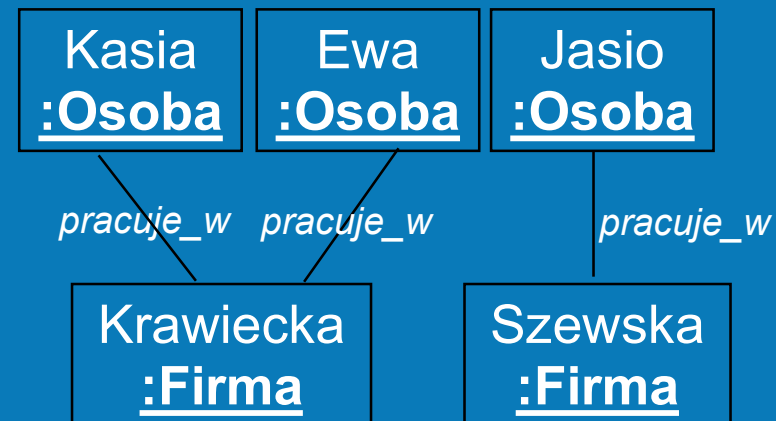 Kasia
:Osoba
Ewa
:Osoba
Jasio
:Osoba
pracuje_w
pracuje_w
pracuje_w
Krawiecka
:Firma
Szewska
:Firma